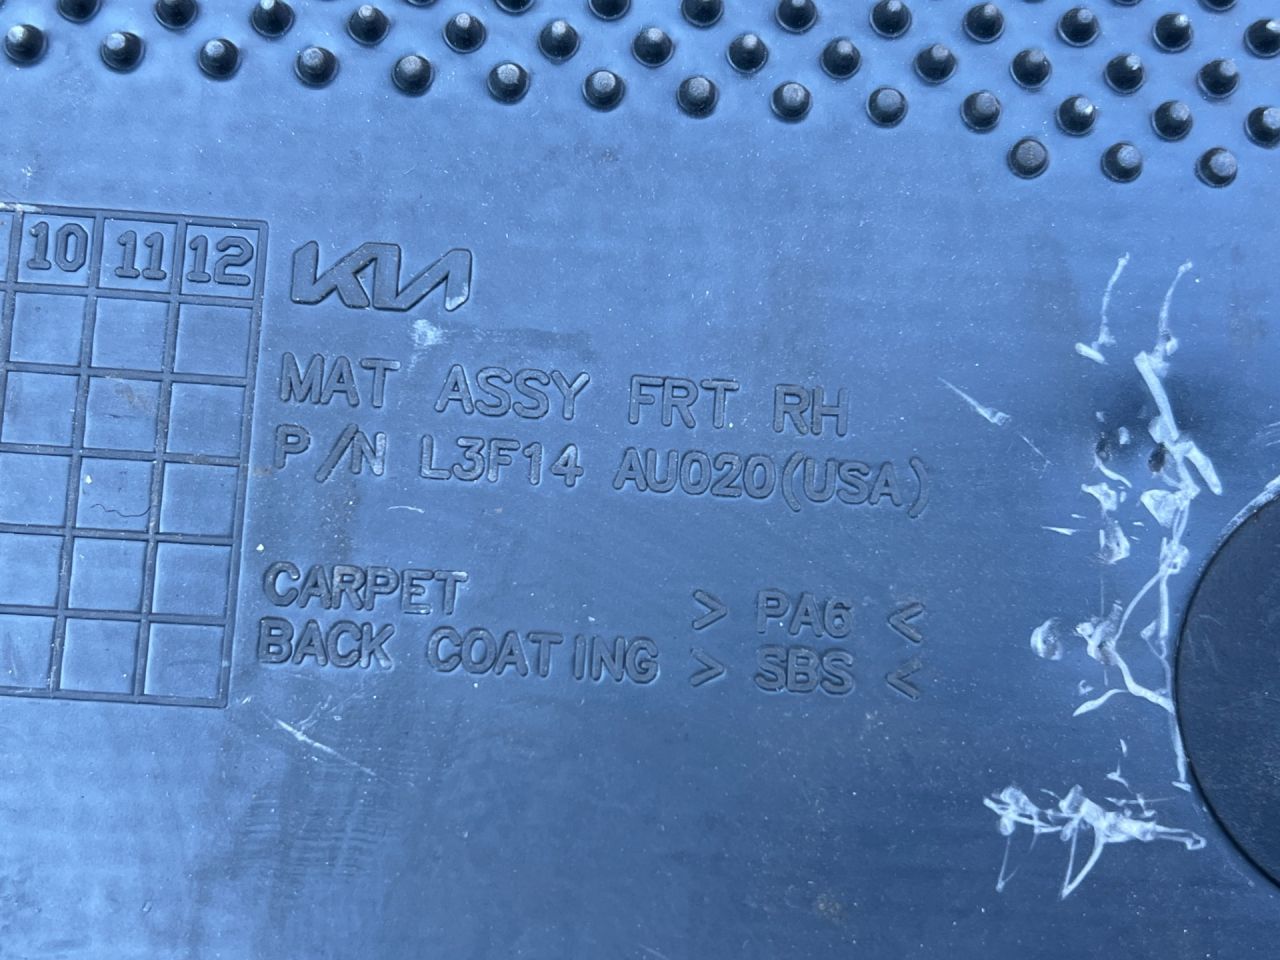 10 11 12
KIA
MAT ASSY FRT RH
P/N L3F14 AU020(USA)
CARPET > PA6 <
BACK COATING > SBS <